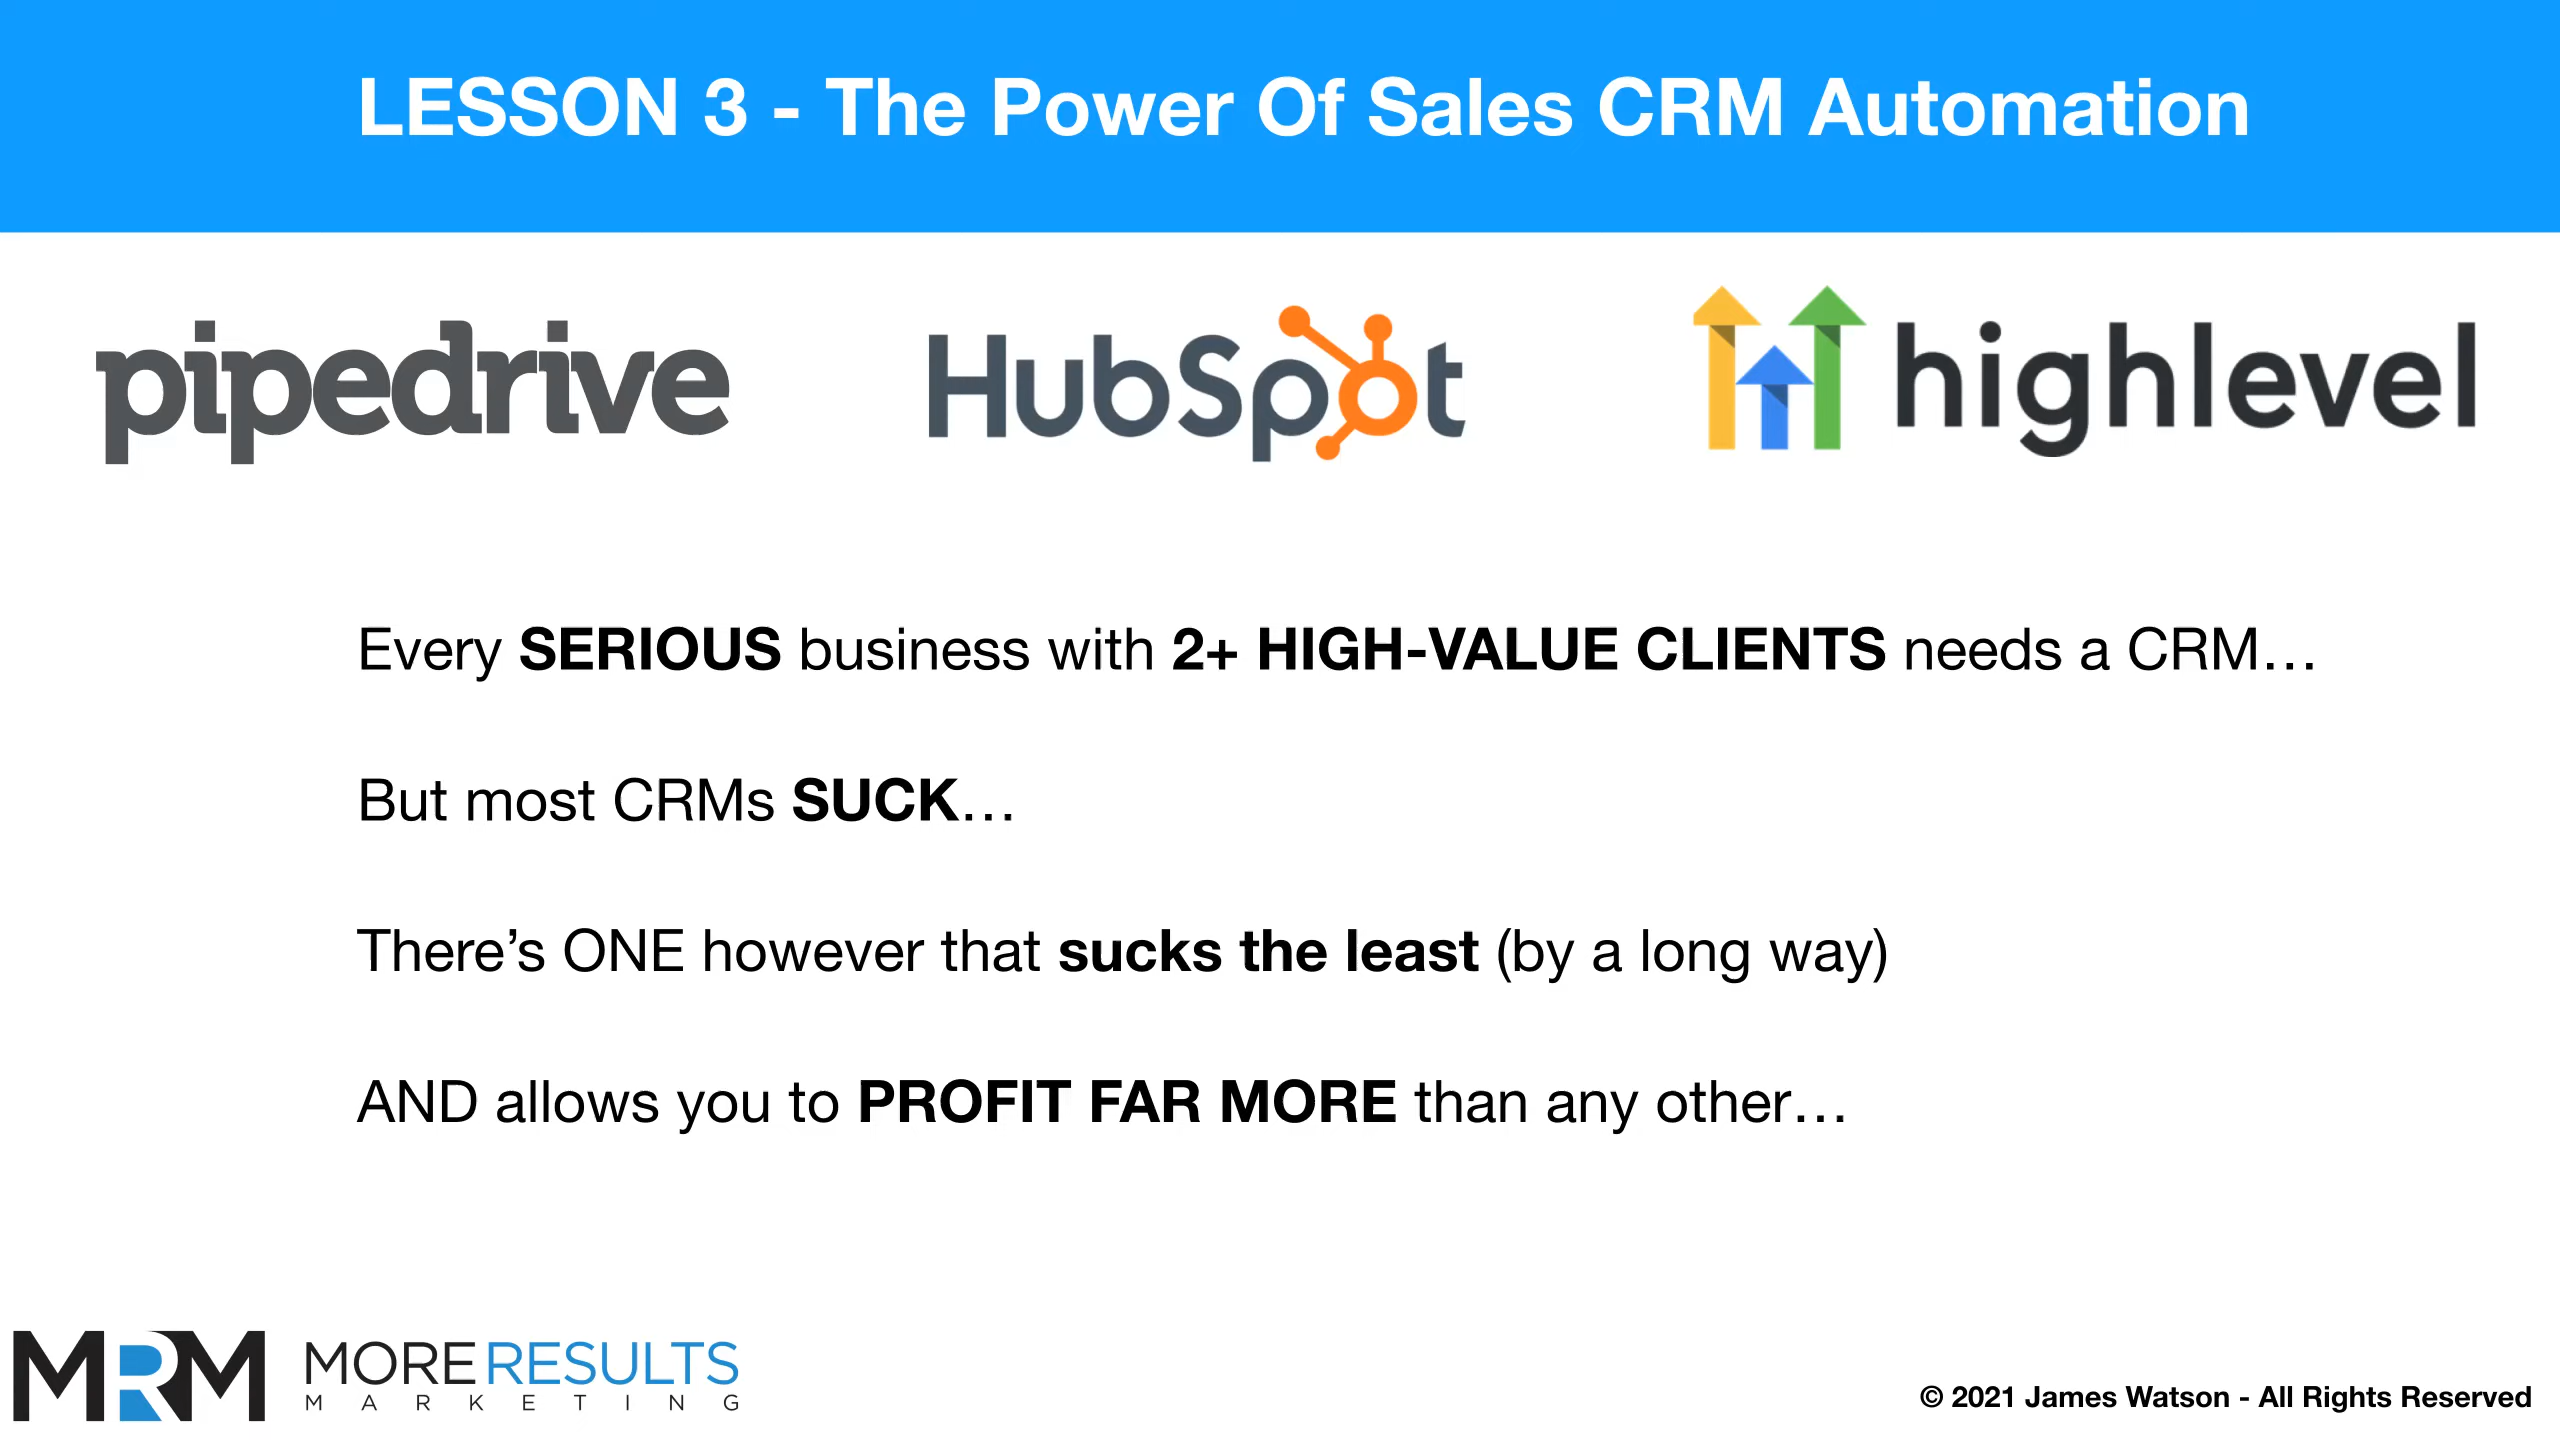 LESSON 3 - The Power Of Sales CRM Automation
pipedrive
HubSpot
highlevel
Every SERIOUS business with 2+ HIGH-VALUE CLIENTS needs a CRM…
But most CRMs SUCK…
There’s ONE however that sucks the least (by a long way)
AND allows you to PROFIT FAR MORE than any other…
MRM
MORERESULTS
MARKETING
© 2021 James Watson - All Rights Reserved